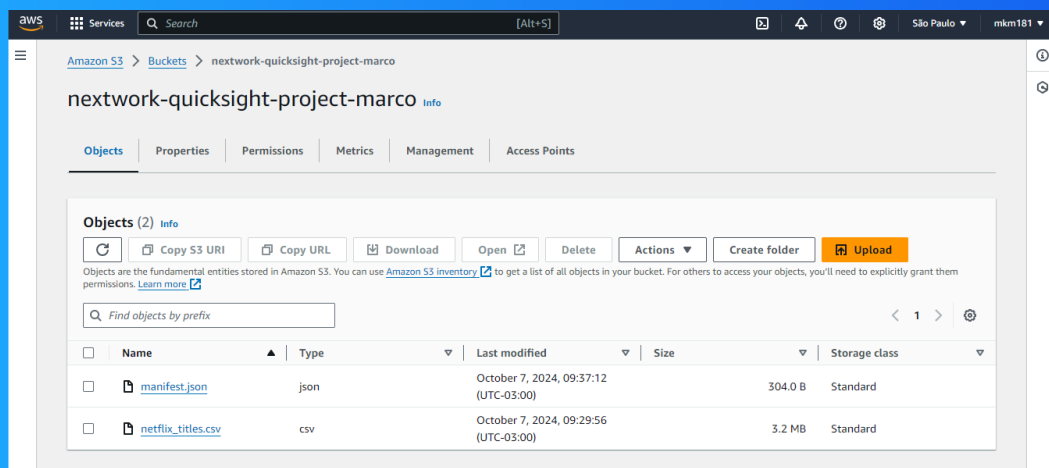 aws Services Search [Alt+S] São Paulo ▼ mkm181 ▼
Amazon S3 > Buckets > nextwork-quicksight-project-marco
nextwork-quicksight-project-marco Info
Objects Properties Permissions Metrics Management Access Points
Objects (2) Info
Copy S3 URI Copy URL Download Open Delete Actions ▼ Create folder Upload
Objects are the fundamental entities stored in Amazon S3. You can use Amazon S3 inventory to get a list of all objects in your bucket. For others to access your objects, you'll need to explicitly grant them
permissions. Learn more
Find objects by prefix < 1 >
Name Type Last modified Size Storage class
manifest.json json October 7, 2024, 09:37:12 304.0 B Standard
(UTC-03:00)
netflix_titles.csv csv October 7, 2024, 09:29:56 3.2 MB Standard
(UTC-03:00)